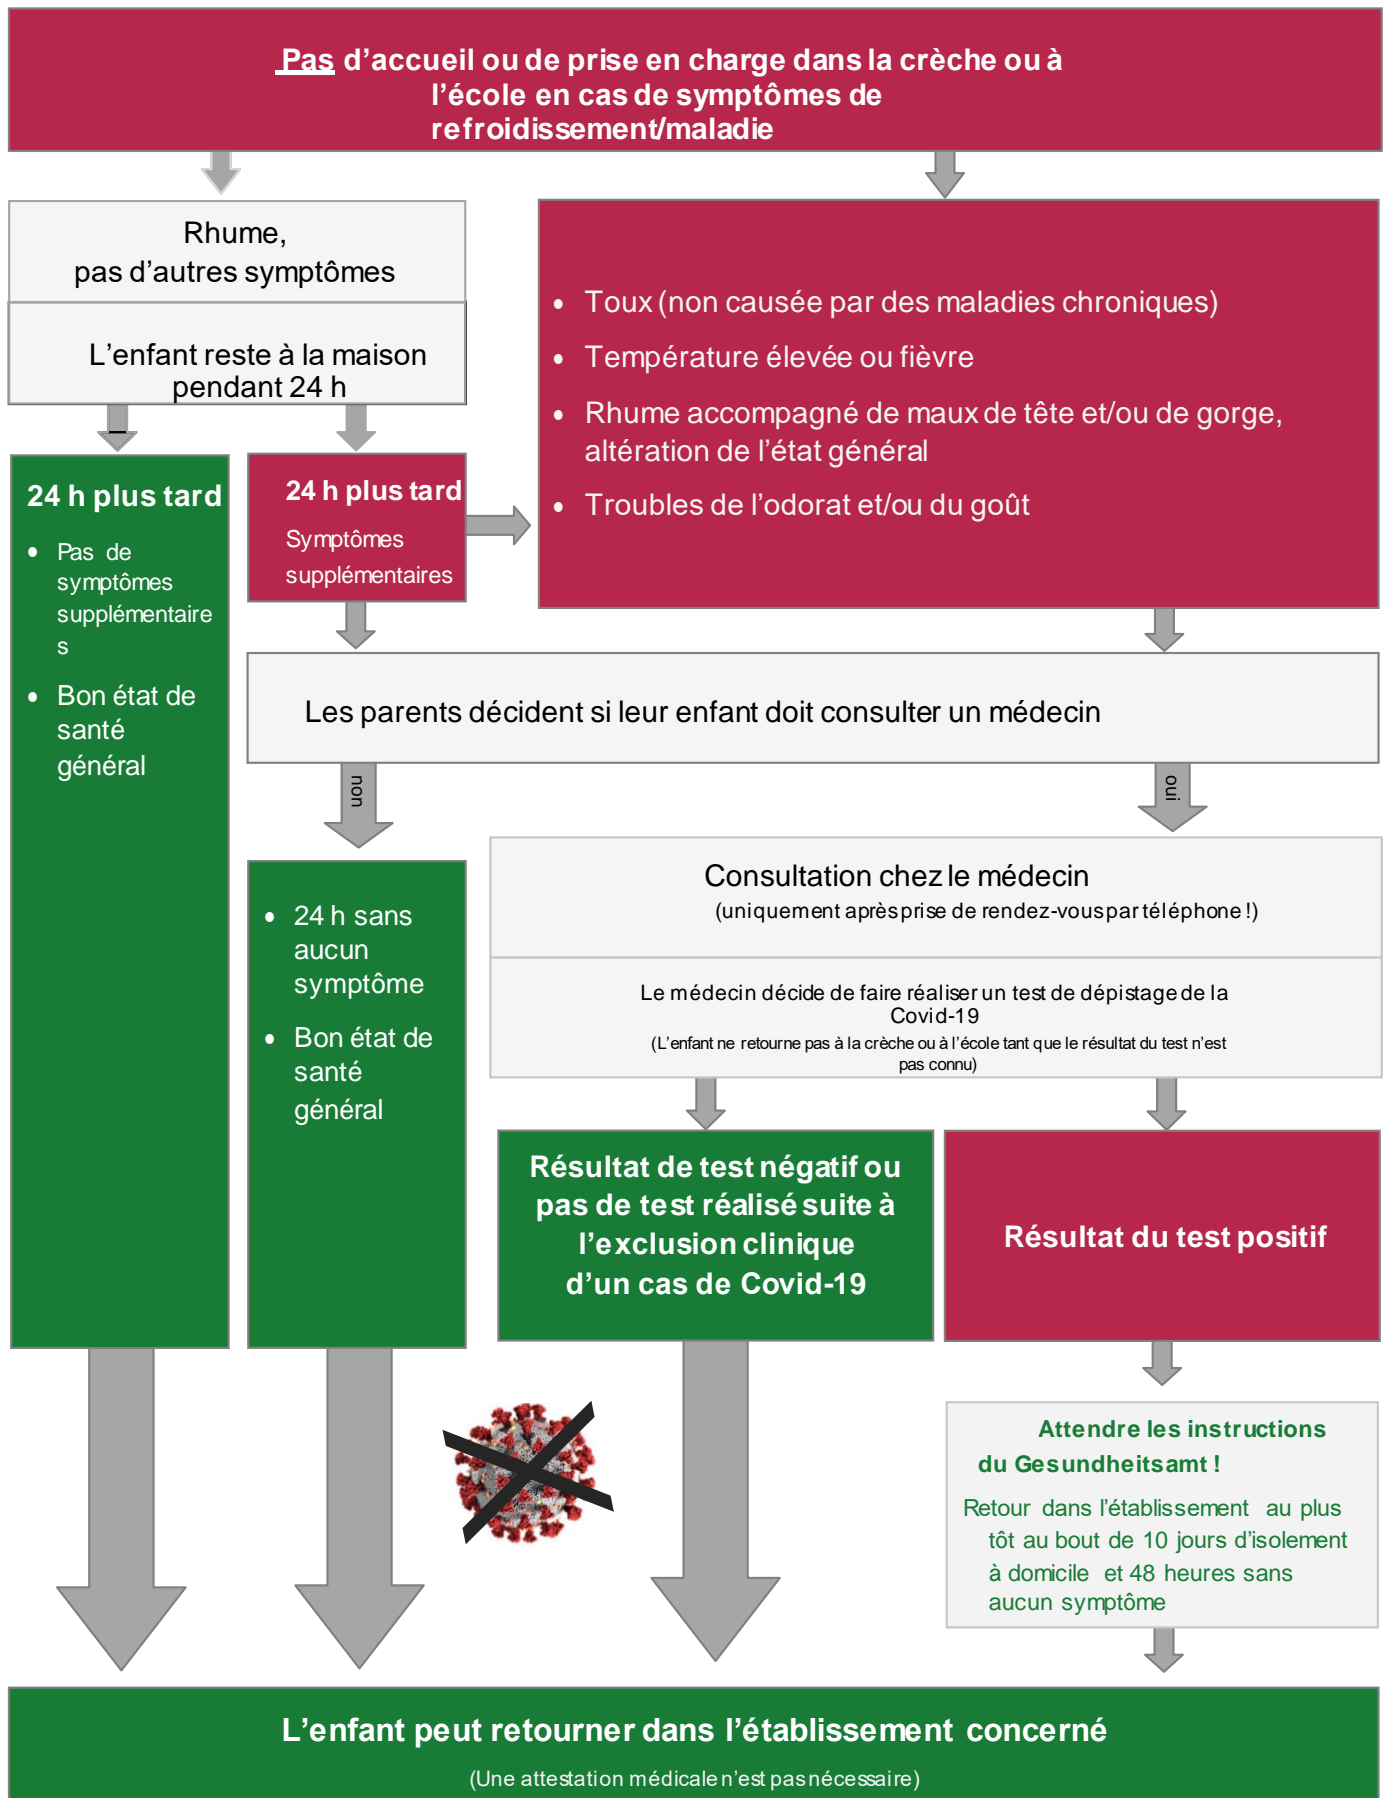 Pas d’accueil ou de prise en charge dans la crèche ou à
l’école en cas de symptômes de
refroidissement/maladie
Rhume,
pas d’autres symptômes
L’enfant reste à la maison
pendant 24 h
• Toux (non causée par des maladies chroniques)
• Température élevée ou fièvre
• Rhume accompagné de maux de tête et/ou de gorge,
altération de l’état général
• Troubles de l’odorat et/ou du goût
24 h plus tard
• Pas de
symptômes
supplémentaire
s
• Bon état de
santé
général
24 h plus tard
Symptômes
supplémentaires
Les parents décident si leur enfant doit consulter un médecin
non
oui
• 24 h sans
aucun
symptôme
• Bon état de
santé
général
Consultation chez le médecin
(uniquement après prise de rendez-vous par téléphone !)
Le médecin décide de faire réaliser un test de dépistage de la
Covid-19
(L’enfant ne retourne pas à la crèche ou à l’école tant que le résultat du test n’est
pas connu)
Résultat de test négatif ou
pas de test réalisé suite à
l’exclusion clinique
d’un cas de Covid-19
Résultat du test positif
Attendre les instructions
du Gesundheitsamt !
Retour dans l’établissement au plus
tôt au bout de 10 jours d’isolement
à domicile et 48 heures sans
aucun symptôme
L’enfant peut retourner dans l’établissement concerné
(Une attestation médicale n’est pas nécessaire)